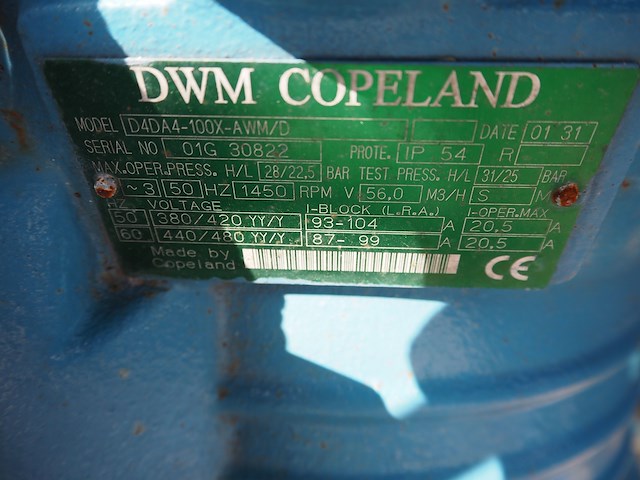 DWM COPELAND
MODEL D4DA4-100X-AWM/D DATE 01 31
SERIAL NO 01G 30822 PROTE. IP 54 R
MAX.OPER.PRESS. H/L 28/22.5 BAR TEST PRESS. H/L 31/25 BAR
~3 50 HZ 1450 RPM V 56.0 M3/H S
HZ VOLTAGE I-BLOCK (L.R.A.) I-OPER.MAX
50 380/420 YY/Y 93-104 A 20.5 A
60 440/480 YY/Y 87- 99 A 20.5 A
Made by
Copeland CE